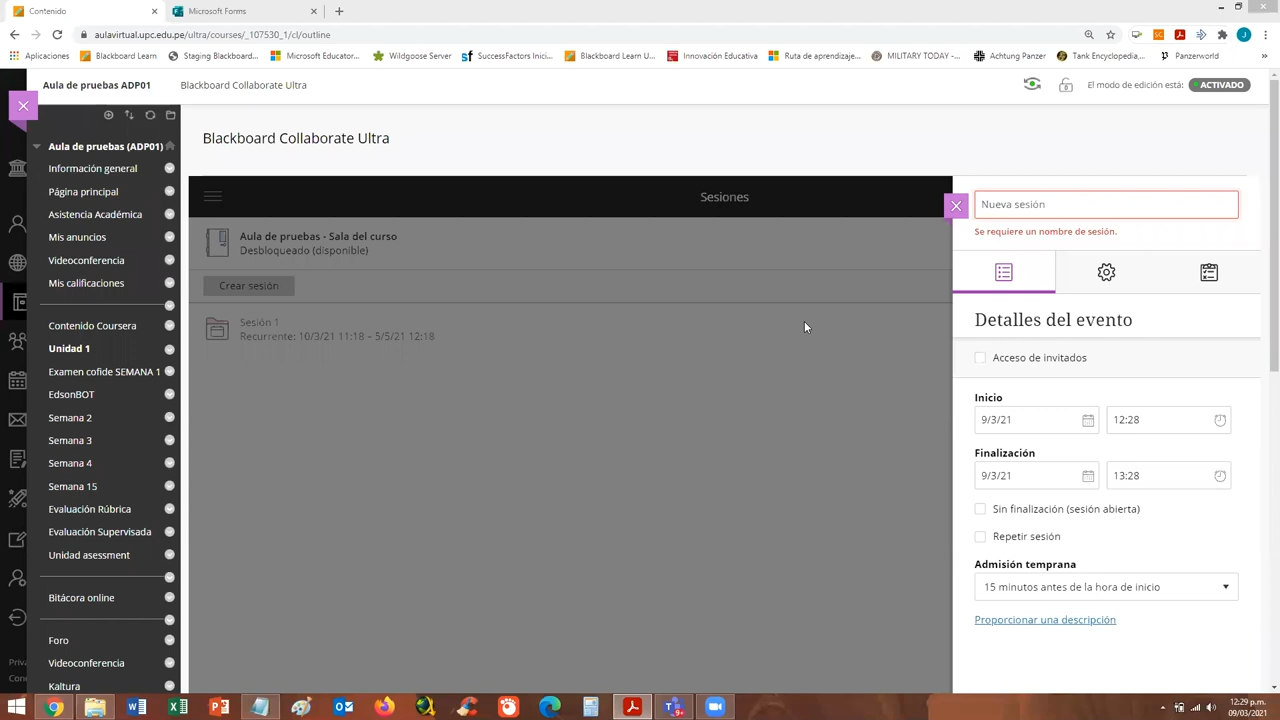 Contenido
Microsoft Forms
aulavirtual.upc.edu.pe/ultra/courses/_107530_1/cl/outline
Aplicaciones
Blackboard Learn
Staging Blackboard...
Microsoft Educator...
Wildgoose Server
SuccessFactors Inici...
Blackboard Learn U...
Innovación Educativa
Ruta de aprendizaje...
MILITARY TODAY -...
Achtung Panzer
Tank Encyclopedia,...
Panzerworld
Aula de pruebas ADP01
Blackboard Collaborate Ultra
El modo de edición está:
ACTIVADO
Aula de pruebas (ADP01)
Información general
Página principal
Asistencia Académica
Mis anuncios
Videoconferencia
Mis calificaciones
Contenido Coursera
Unidad 1
Examen cofide SEMANA 1
EdsonBOT
Semana 2
Semana 3
Semana 4
Semana 15
Evaluación Rúbrica
Evaluación Supervisada
Unidad asessment
Bitácora online
Foro
Videoconferencia
Kaltura
Priva
Con
Blackboard Collaborate Ultra
Sesiones
Aula de pruebas - Sala del curso
Desbloqueado (disponible)
Crear sesión
Sesión 1
Recurrente: 10/3/21 11:18 – 5/5/21 12:18
Nueva sesión
Se requiere un nombre de sesión.
Detalles del evento
Acceso de invitados
Inicio
9/3/21
12:28
Finalización
9/3/21
13:28
Sin finalización (sesión abierta)
Repetir sesión
Admisión temprana
15 minutos antes de la hora de inicio
Proporcionar una descripción
12:29 p.m.
09/03/2021